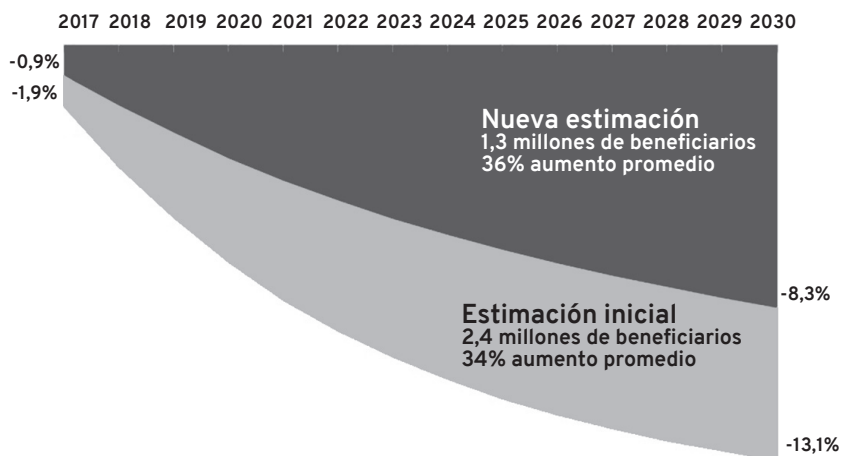 2017 2018 2019 2020 2021 2022 2023 2024 2025 2026 2027 2028 2029 2030
-0,9%
-1,9%
Nueva estimación
1,3 millones de beneficiarios
36% aumento promedio
-8,3%
Estimación inicial
2,4 millones de beneficiarios
34% aumento promedio
-13,1%